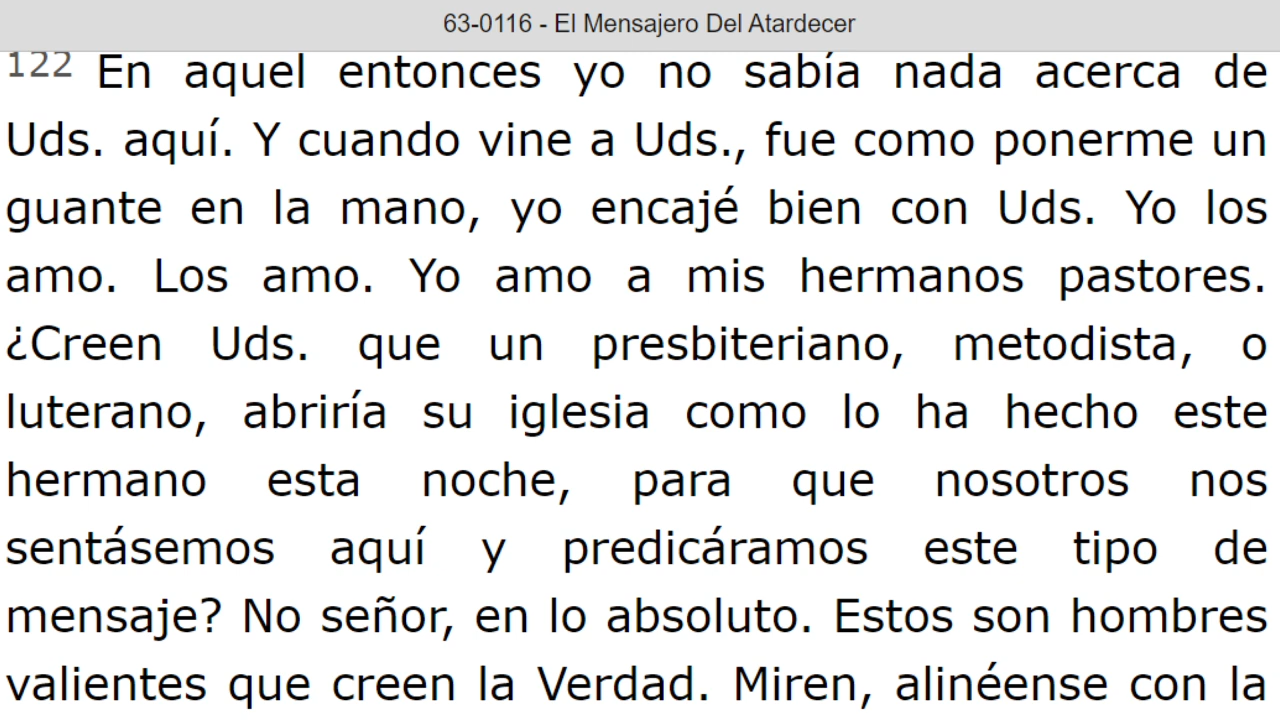 63-0116 - El Mensajero Del Atardecer
122 En aquel entonces yo no sabía nada acerca de
Uds. aquí. Y cuando vine a Uds., fue como ponerme un
guante en la mano, yo encajé bien con Uds. Yo los
amo. Los amo. Yo amo a mis hermanos pastores.
¿Creen Uds. que un presbiteriano, metodista, o
luterano, abriría su iglesia como lo ha hecho este
hermano esta noche, para que nosotros nos
sentásemos aquí y predicáramos este tipo de
mensaje? No señor, en lo absoluto. Estos son hombres
valientes que creen la Verdad. Miren, alinéense con la